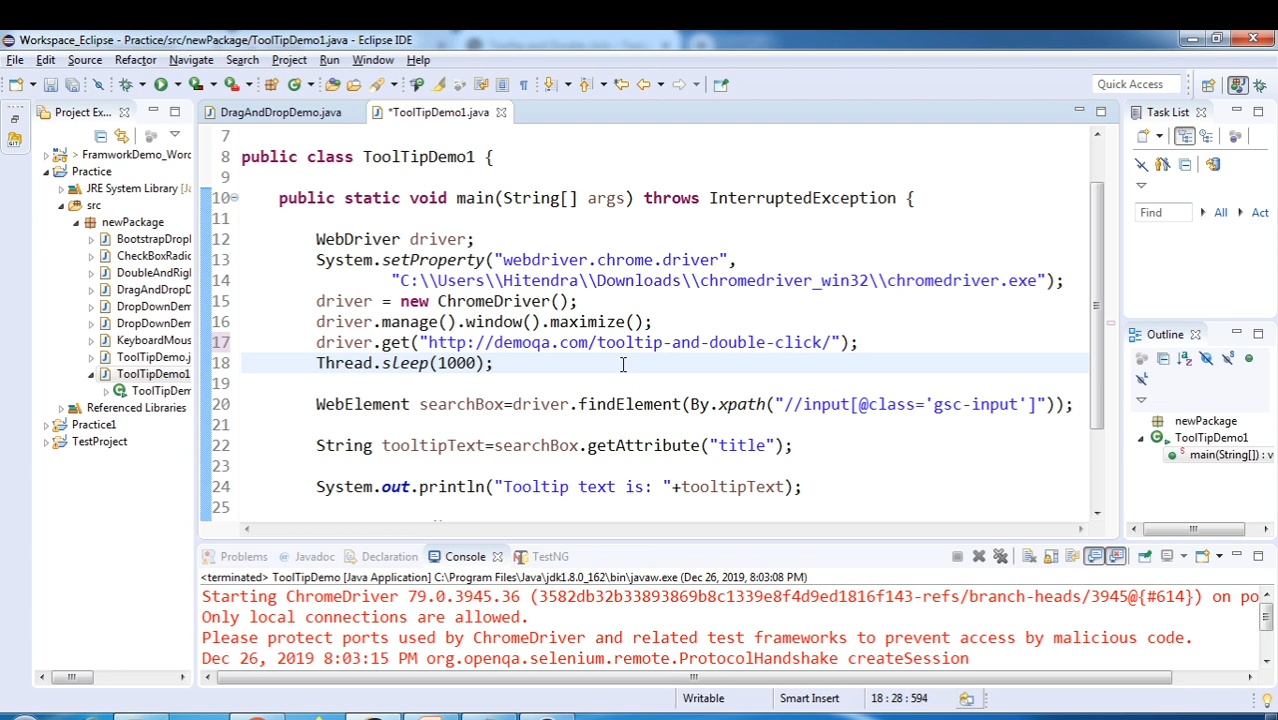 Workspace_Eclipse - Practice/src/newPackage/ToolTipDemo1.java - Eclipse IDE
File Edit Source Refactor Navigate Search Project Run Window Help
Quick Access
Project Ex...
DragAndDropDemo.java
*ToolTipDemo1.java
Task List
FramworkDemo_Word
Practice
JRE System Library [J
src
newPackage
BootstrapDropl
CheckBoxRadic
DoubleAndRigl
DragAndDropD
DropDownDem
DropDownDem
KeyboardMous
ToolTipDemo.j
ToolTipDemo1
ToolTipDem
Referenced Libraries
Practice1
TestProject
7
8 public class ToolTipDemo1 {
9
10 public static void main(String[] args) throws InterruptedException {
11
12 WebDriver driver;
13 System.setProperty("webdriver.chrome.driver",
14 "C:\\Users\\Hitendra\\Downloads\\chromedriver_win32\\chromedriver.exe");
15 driver = new ChromeDriver();
16 driver.manage().window().maximize();
17 driver.get("http://demoqa.com/tooltip-and-double-click/");
18 Thread.sleep(1000);
19
20 WebElement searchBox=driver.findElement(By.xpath("//input[@class='gsc-input']"));
21
22 String tooltipText=searchBox.getAttribute("title");
23
24 System.out.println("Tooltip text is: "+tooltipText);
25
Find All Act
Outline
newPackage
ToolTipDemo1
main(String[]) : v
Problems Javadoc Declaration Console TestNG
<terminated> ToolTipDemo [Java Application] C:\Program Files\Java\jdk1.8.0_162\bin\javaw.exe (Dec 26, 2019, 8:03:08 PM)
Starting ChromeDriver 79.0.3945.36 (3582db32b33893869b8c1339e8f4d9ed1816f143-refs/branch-heads/3945@{#614}) on po
Only local connections are allowed.
Please protect ports used by ChromeDriver and related test frameworks to prevent access by malicious code.
Dec 26, 2019 8:03:15 PM org.openqa.selenium.remote.ProtocolHandshake createSession
Writable
Smart Insert
18 : 28 : 594